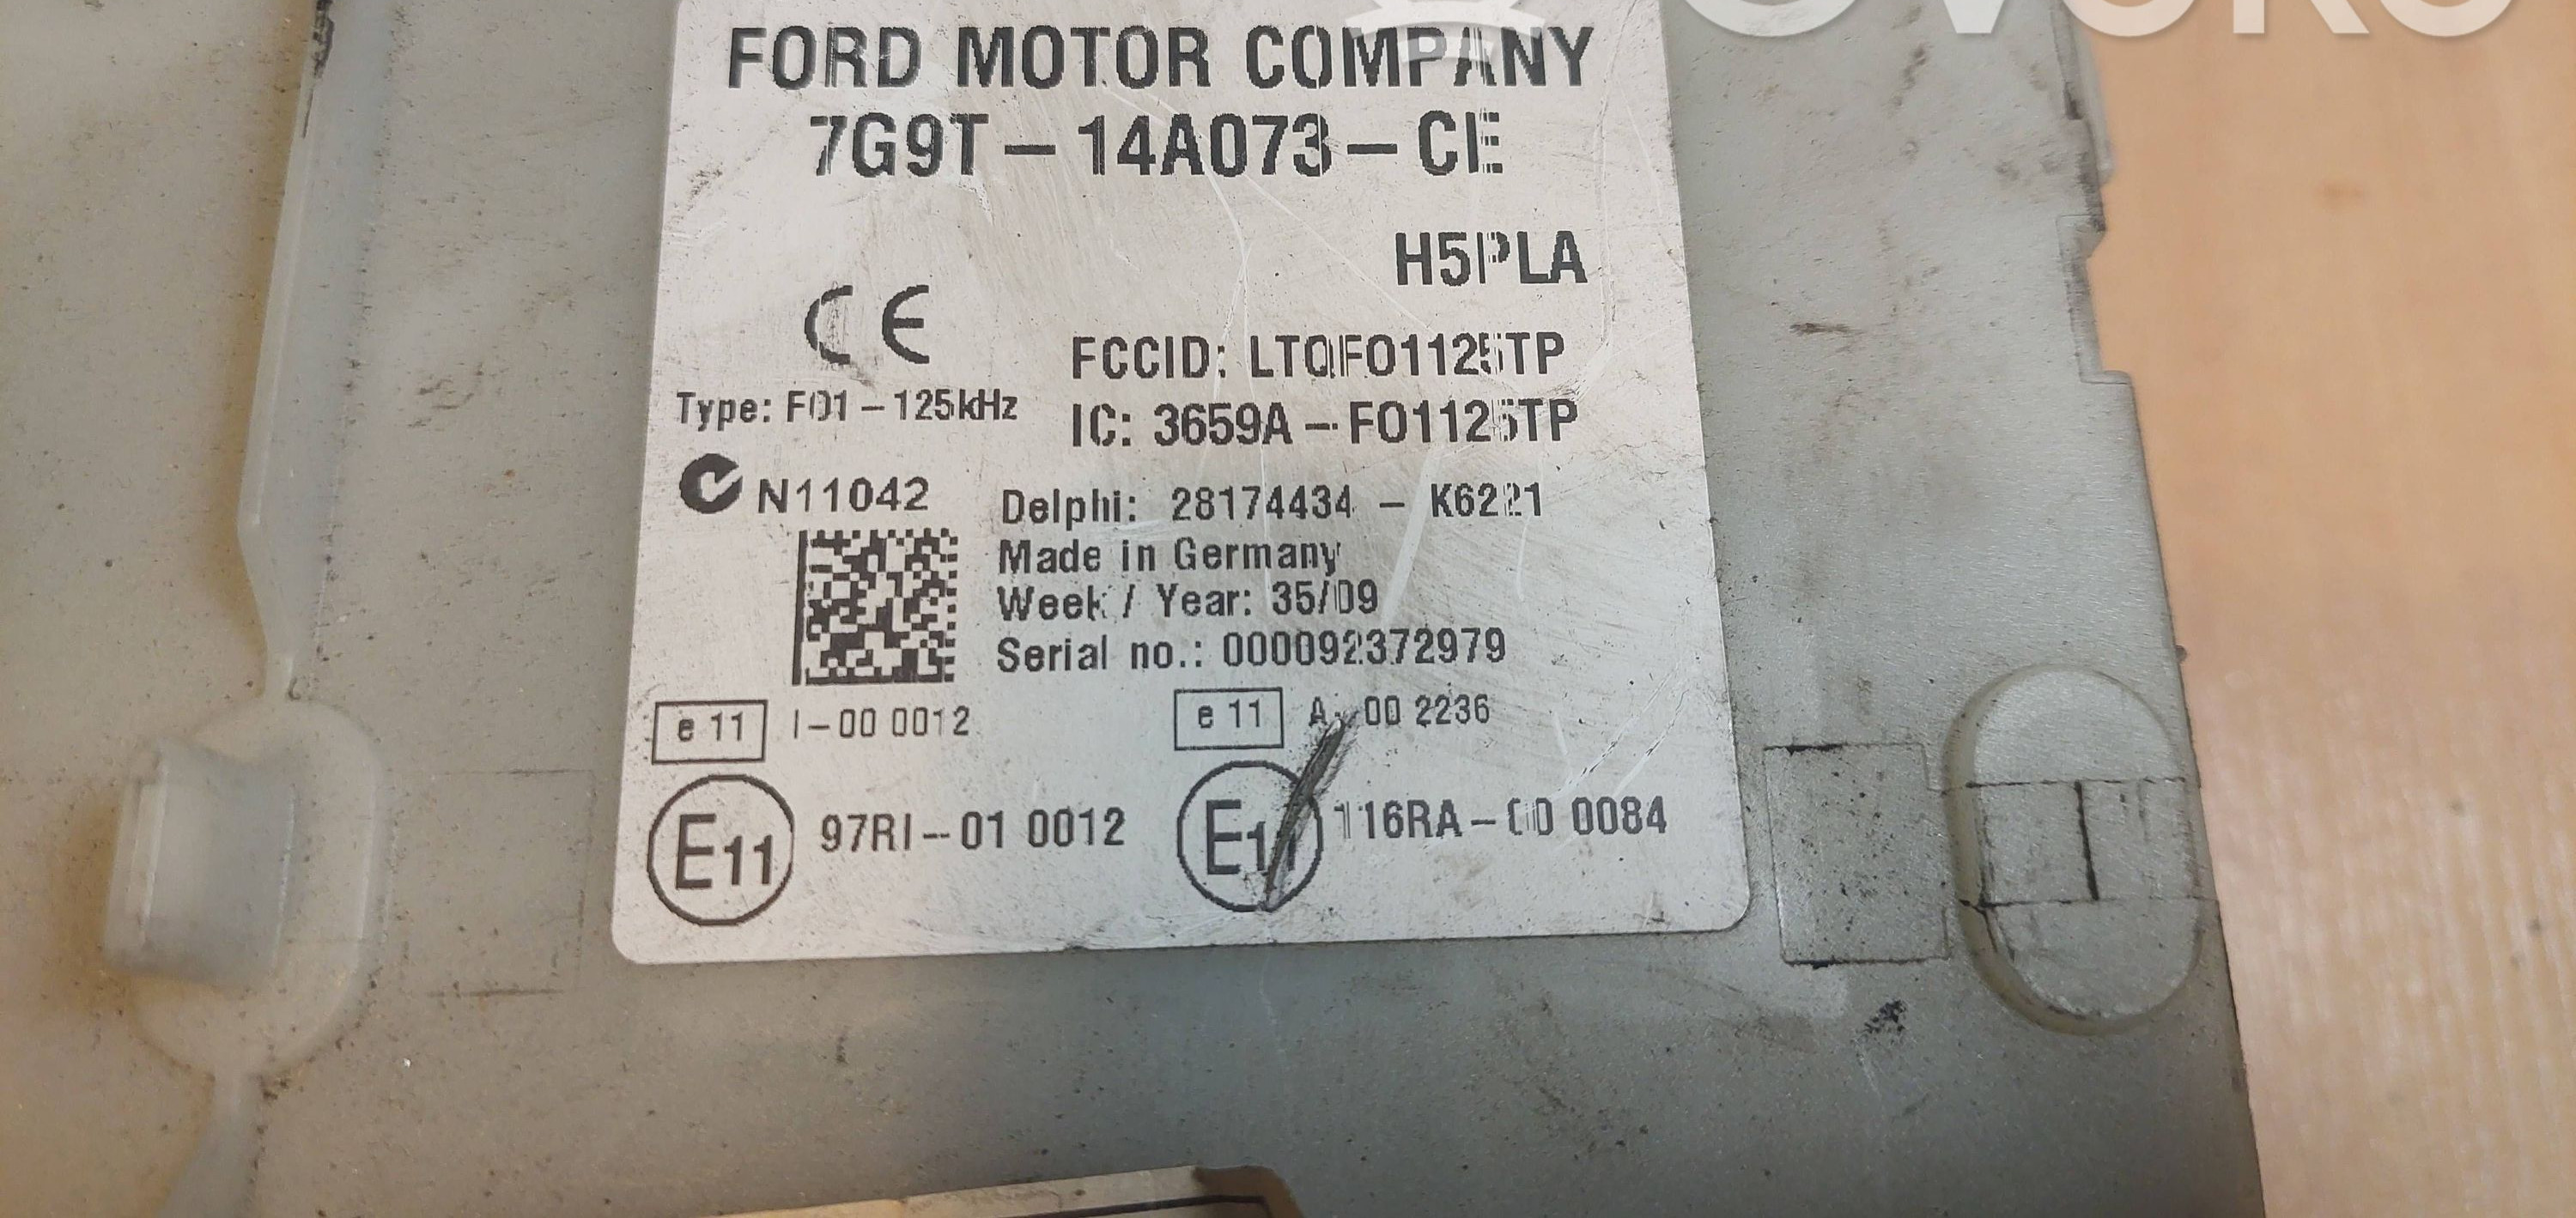 FORD MOTOR COMPANY
7G9T-14A073-CE
H5PLA
CE
FCCID: LTQFO1125TP
Type: FO1-125kHz
IC: 3659A-FO1125TP
N11042
Delphi: 28174434 - K6221
Made in Germany
Week / Year: 35/09
Serial no.: 000092372979
e 11 I-00 0012
e 11 A-00 2236
E11 97RI-01 0012
E11 116RA-00 0084